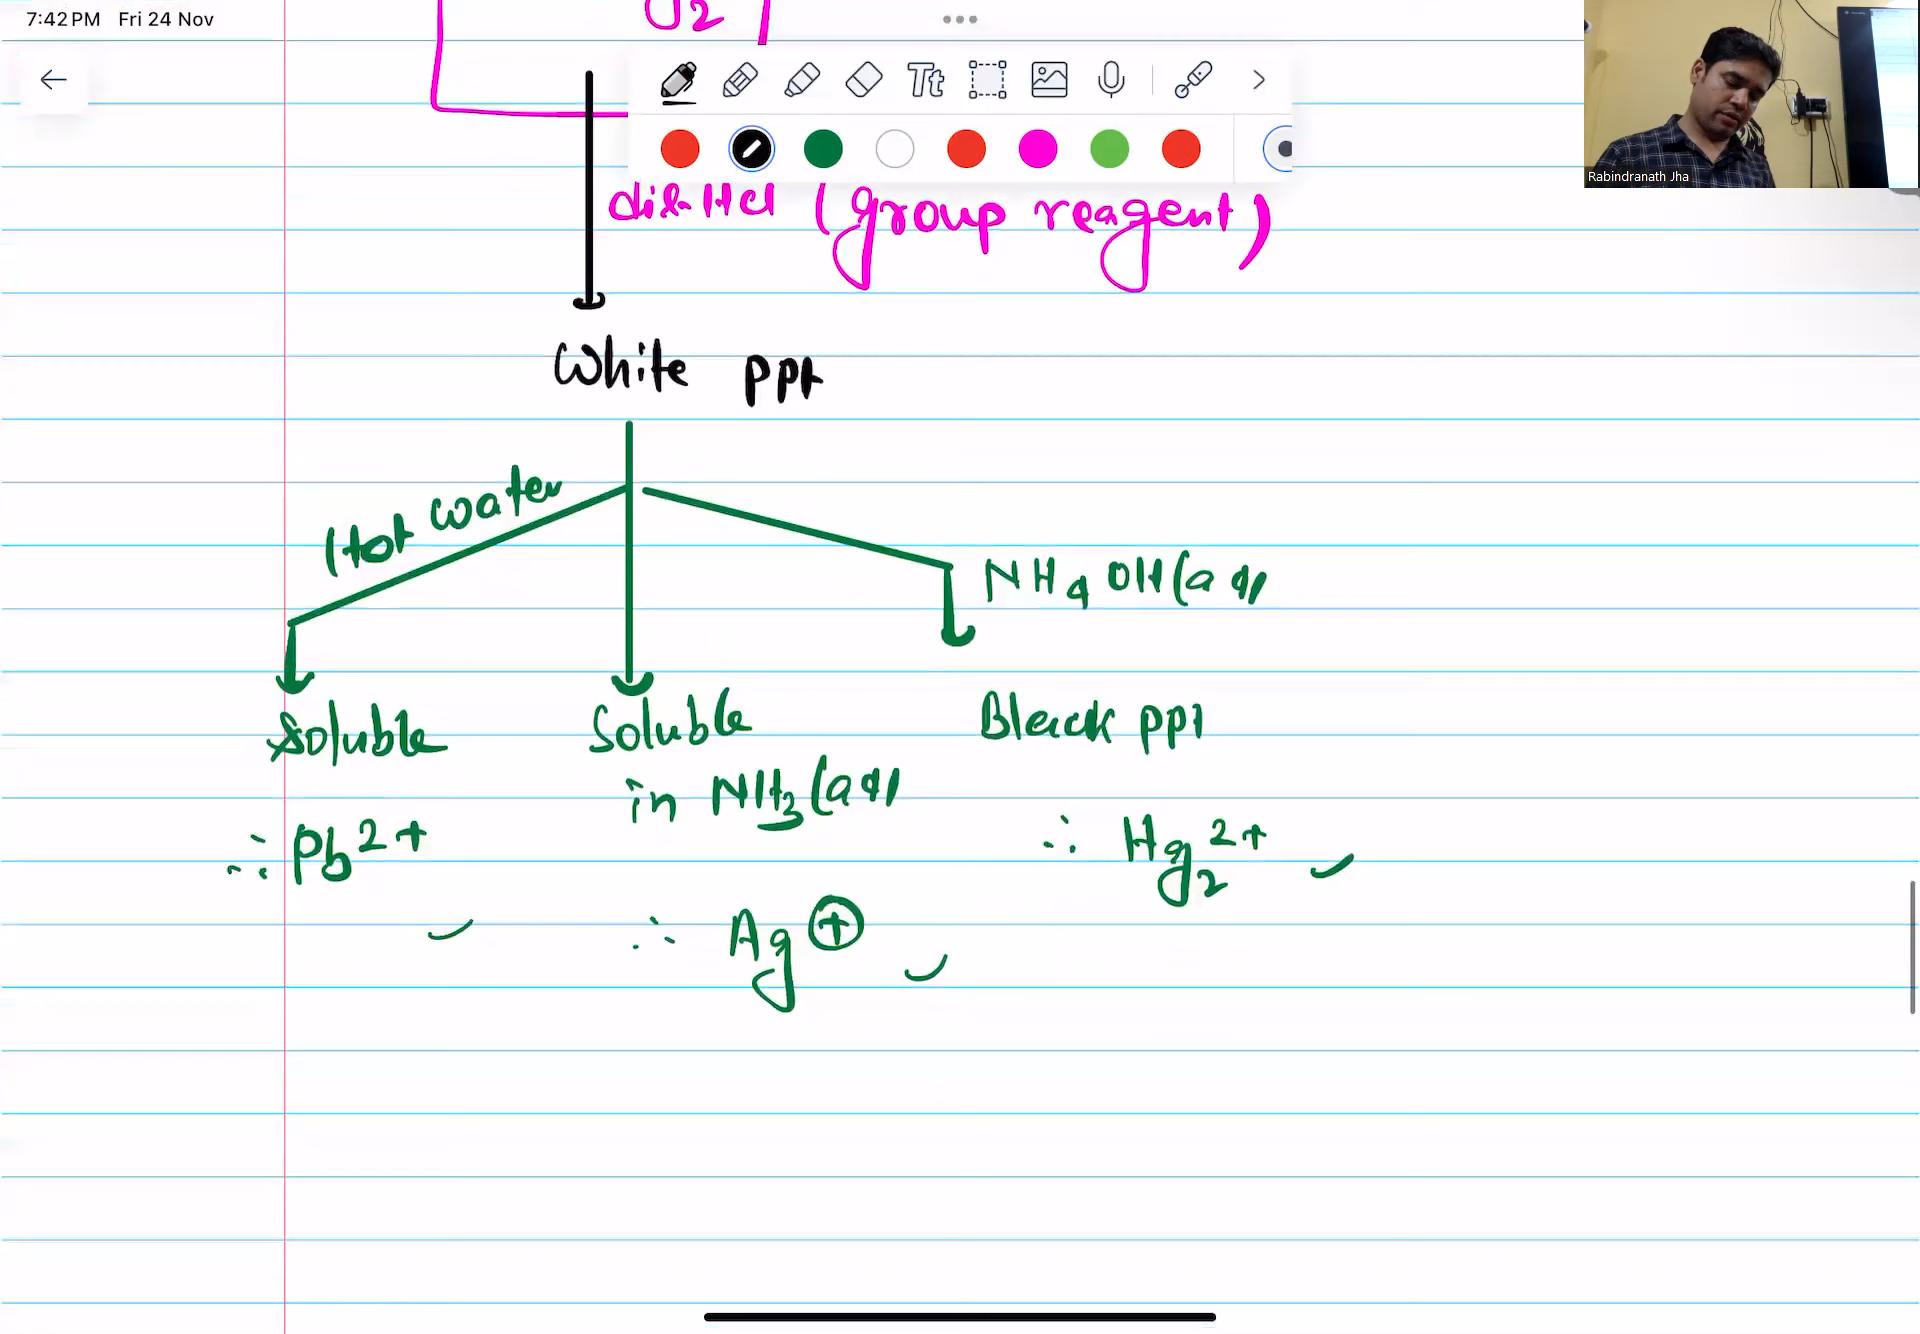 7:42 PM Fri 24 Nov
Tt
Rabindranath Jha
dil HCl (group reagent)
White ppt
Hot water
NH4OH(aq)
Soluble
Soluble
Black ppt
in NH3(aq)
∴ Pb2+
∴ Hg2 2+
∴ Ag+